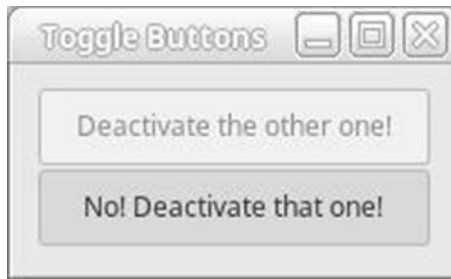 Toggle Buttons
Deactivate the other one!
No! Deactivate that one!